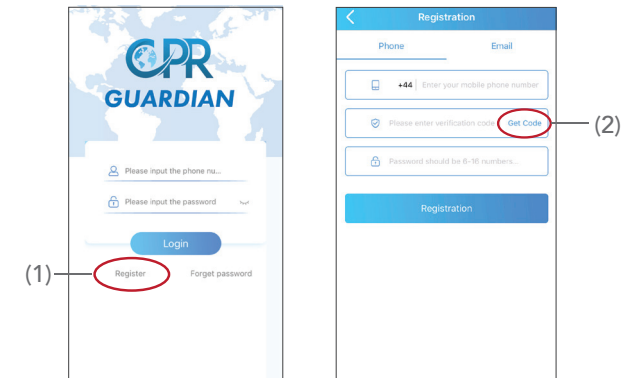 CPR
GUARDIAN
Please input the phone nu...
Please input the password
Login
Register
Forget password
(1)
Registration
Phone
Email
+44
Enter your mobile phone number
Please enter verification code
Get Code
(2)
Password should be 6-16 numbers...
Registration